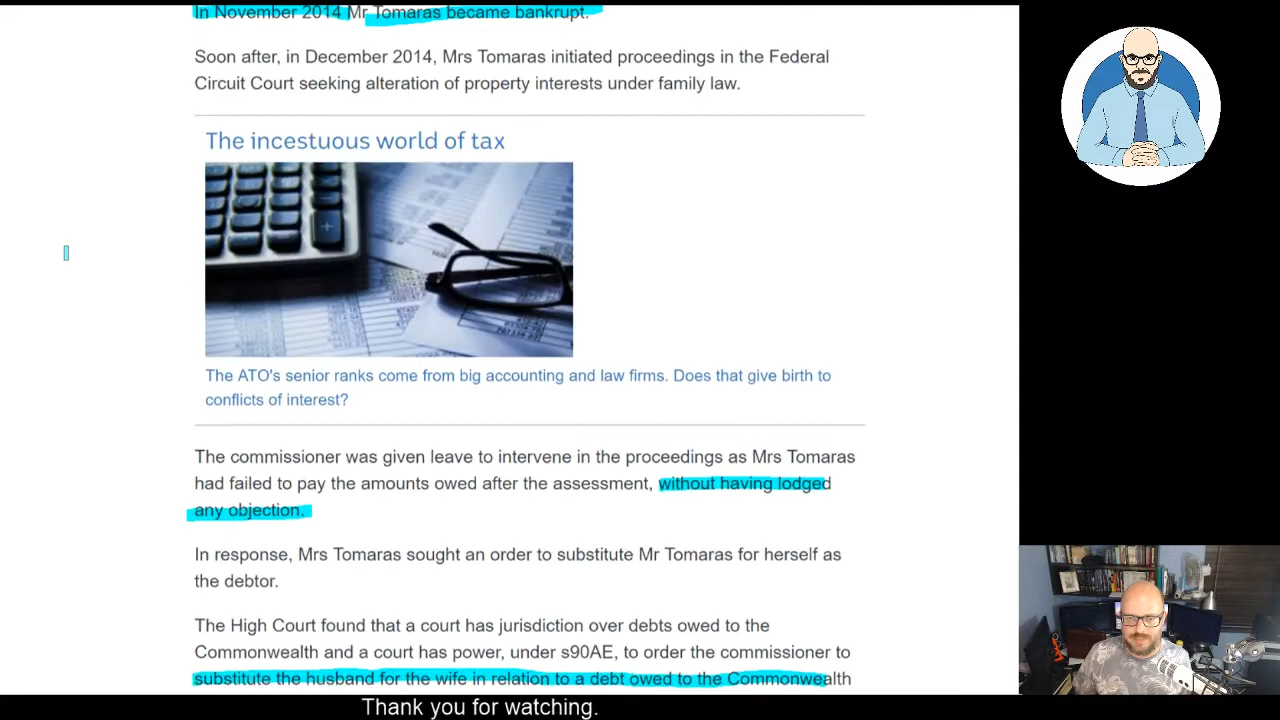 In November 2014 Mr Tomaras became bankrupt.
Soon after, in December 2014, Mrs Tomaras initiated proceedings in the Federal
Circuit Court seeking alteration of property interests under family law.
The incestuous world of tax
The ATO's senior ranks come from big accounting and law firms. Does that give birth to
conflicts of interest?
The commissioner was given leave to intervene in the proceedings as Mrs Tomaras
had failed to pay the amounts owed after the assessment, without having lodged
any objection.
In response, Mrs Tomaras sought an order to substitute Mr Tomaras for herself as
the debtor.
The High Court found that a court has jurisdiction over debts owed to the
Commonwealth and a court has power, under s90AE, to order the commissioner to
substitute the husband for the wife in relation to a debt owed to the Commonwealth
Thank you for watching.